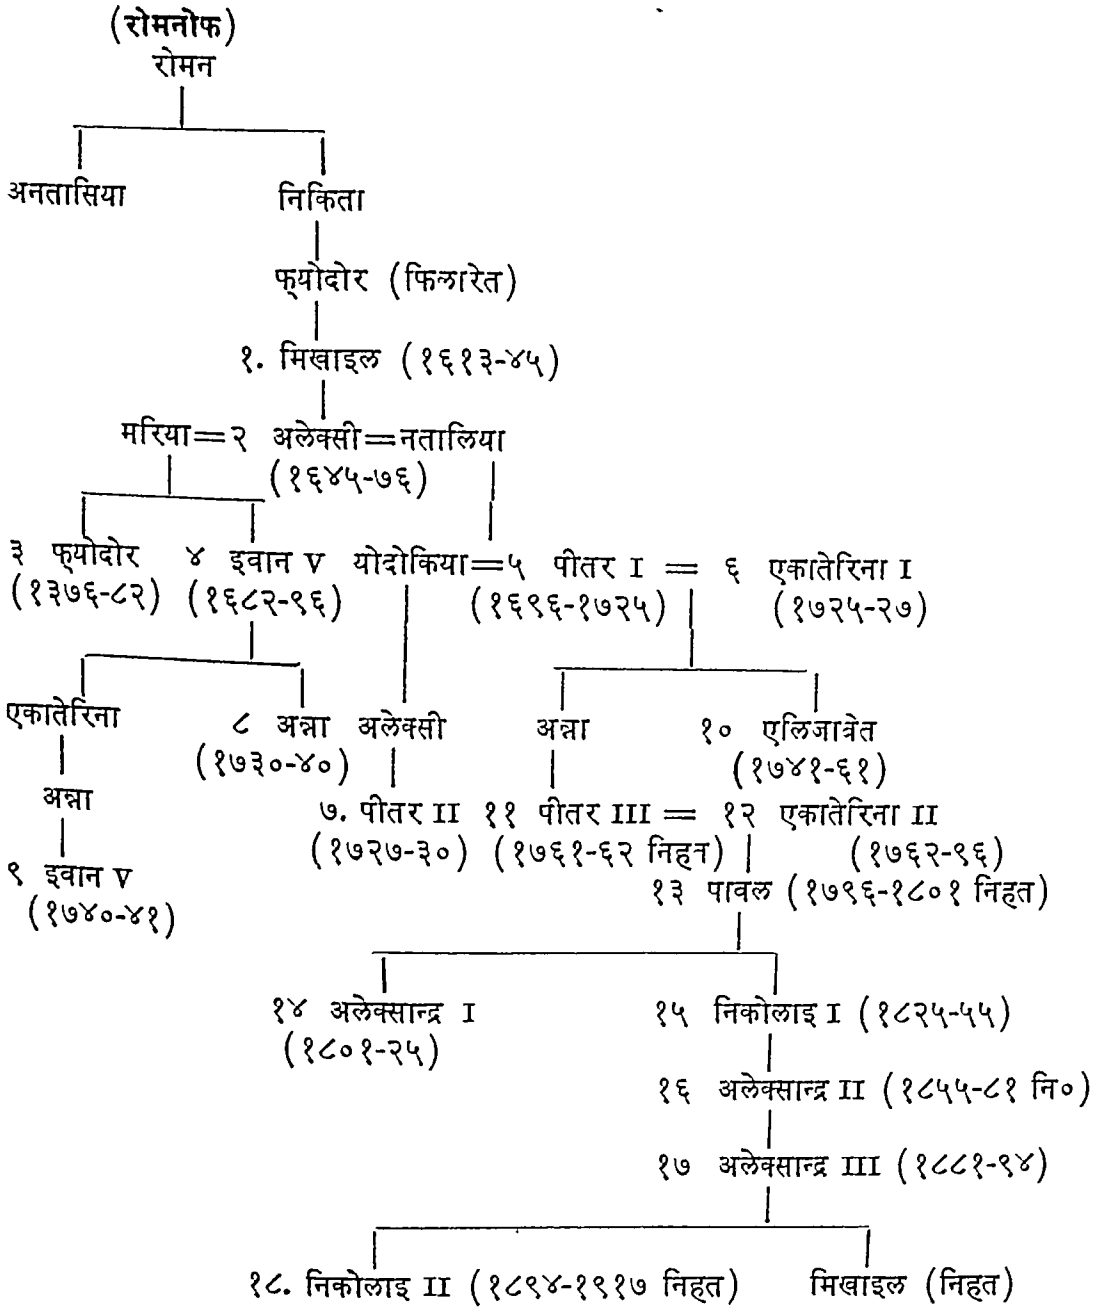 (रोमनोफ)
रोमन
अनतासिया निकिता
फ्योदोर (फिलारेत)
१. मिखाइल (१६१३-४५)
मरिया=२ अलेक्सी=नतालिया
(१६४५-७६)
३ फ्योदोर ४ इवान V योदोकिया=५ पीतर I = ६ एकातेरिना I
(१३७६-८२) (१६८२-९६) (१६९६-१७२५) (१७२५-२७)
एकातेरिना ८ अन्ना अलेक्सी अन्ना १० एलिजाव्रेत
(१७३०-४०) (१७४१-६१)
अन्ना ७. पीतर II ११ पीतर III = १२ एकातेरिना II
(१७२७-३०) (१७६१-६२ निहत) (१७६२-९६)
९ इवान V १३ पावल (१७९६-१८०१ निहत)
(१७४०-४१)
१४ अलेक्सान्द्र I १५ निकोलाइ I (१८२५-५५)
(१८०१-२५)
१६ अलेक्सान्द्र II (१८५५-८१ नि०)
१७ अलेक्सान्द्र III (१८८१-९४)
१८. निकोलाइ II (१८९४-१९१७ निहत) मिखाइल (निहत)